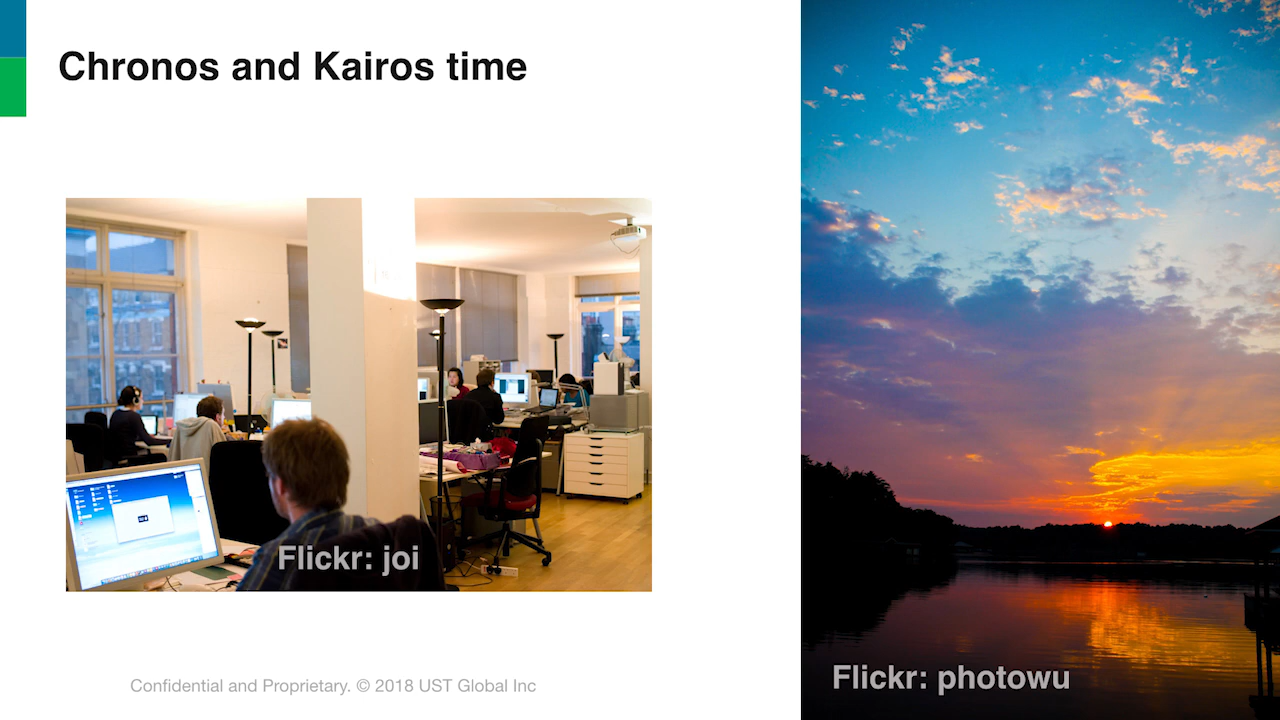 Chronos and Kairos time
Flickr: joi
Flickr: photowu
Confidential and Proprietary. © 2018 UST Global Inc